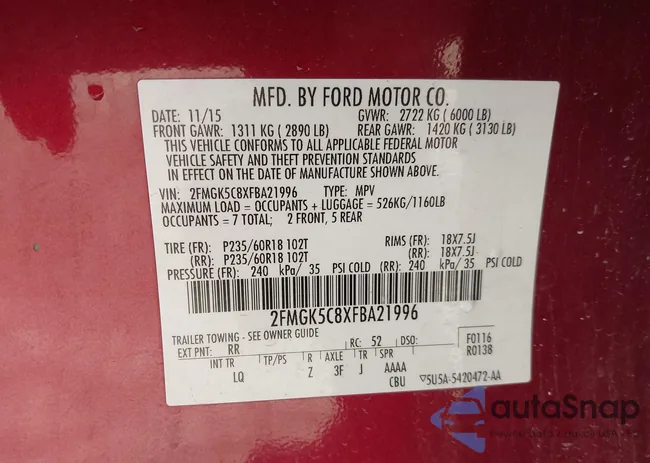 MFD. BY FORD MOTOR CO.
DATE: 11/15 GVWR: 2722 KG ( 6000 LB)
FRONT GAWR: 1311 KG ( 2890 LB) REAR GAWR: 1420 KG ( 3130 LB)
THIS VEHICLE CONFORMS TO ALL APPLICABLE FEDERAL MOTOR
VEHICLE SAFETY AND THEFT PREVENTION STANDARDS
IN EFFECT ON THE DATE OF MANUFACTURE SHOWN ABOVE.
VIN: 2FMGK5C8XFBA21996 TYPE: MPV
MAXIMUM LOAD = OCCUPANTS + LUGGAGE = 526KG/1160LB
OCCUPANTS = 7 TOTAL; 2 FRONT, 5 REAR
TIRE (FR): P235/60R18 102T RIMS (FR): 18X7.5J
(RR): P235/60R18 102T (RR): 18X7.5J
PRESSURE (FR): 240 kPa/ 35 PSI COLD (RR): 240 kPa/ 35 PSI COLD
2FMGK5C8XFBA21996
TRAILER TOWING - SEE OWNER GUIDE
EXT PNT: RR RC: 52 DSO: F0116
R0138
INT TR TP/PS R AXLE TR SPR
LQ Z 3F J AAAA
CBU 5U5A-5420472-AA
autoSnap